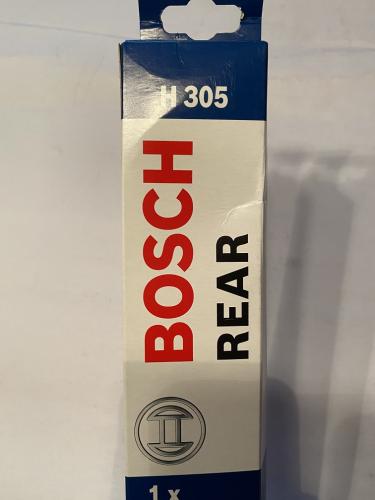 H 305
BOSCH
REAR
1 x